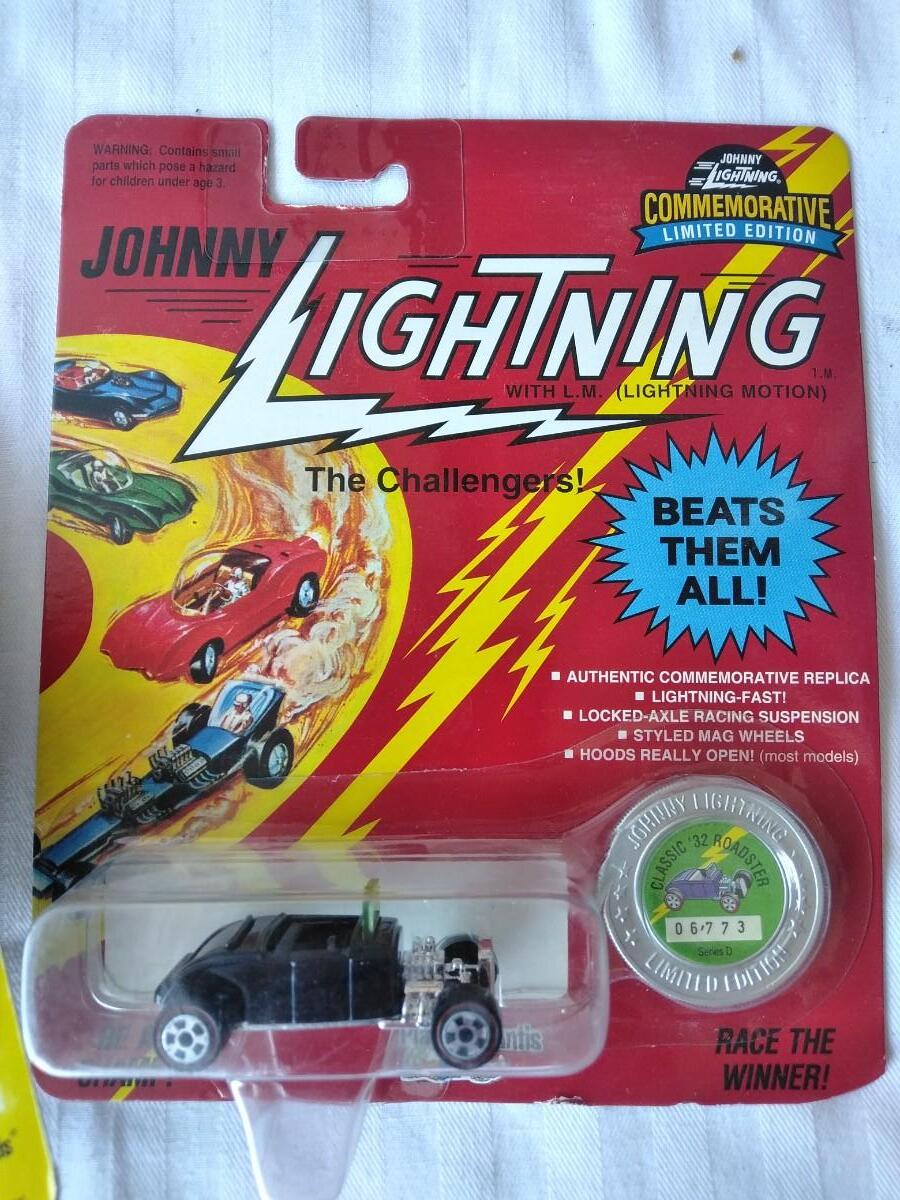 WARNING: Contains small
parts which pose a hazard
for children under age 3.
JOHNNY
LIGHTNING
COMMEMORATIVE
LIMITED EDITION
JOHNNY
LIGHTNING
T.M.
WITH L.M. (LIGHTNING MOTION)
The Challengers!
BEATS
THEM
ALL!
■ AUTHENTIC COMMEMORATIVE REPLICA
■ LIGHTNING-FAST!
■ LOCKED-AXLE RACING SUSPENSION
■ STYLED MAG WHEELS
■ HOODS REALLY OPEN! (most models)
JOHNNY LIGHTNING
CLASSIC '32 ROADSTER
06773
Series D
LIMITED EDITION
RACE THE
WINNER!